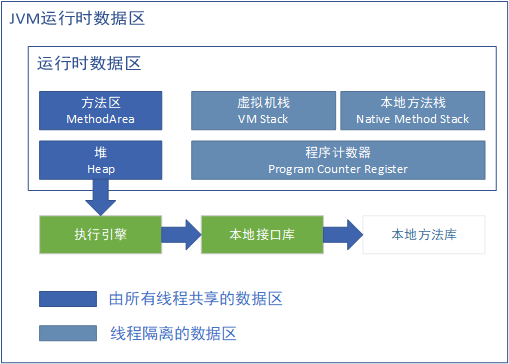 JVM运行时数据区
运行时数据区
方法区
MethodArea
虚拟机栈
VM Stack
本地方法栈
Native Method Stack
堆
Heap
程序计数器
Program Counter Register
执行引擎
本地接口库
本地方法库
由所有线程共享的数据区
线程隔离的数据区